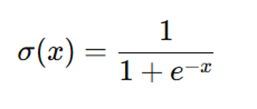 σ(x) = 1 / (1 + e^{-x})